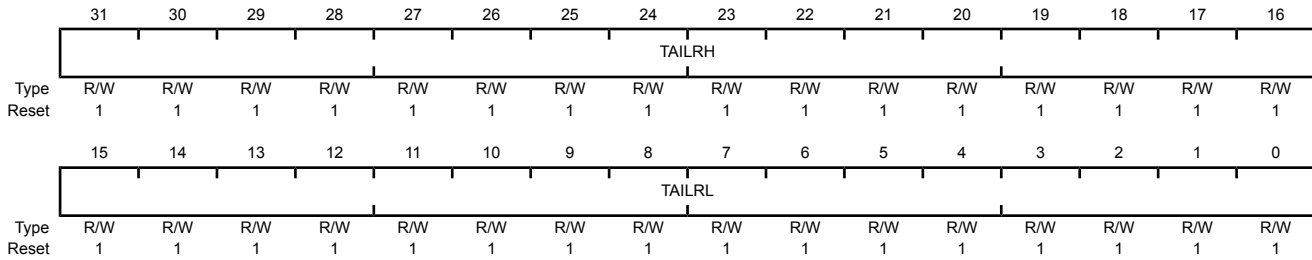 31 30 29 28 27 26 25 24 23 22 21 20 19 18 17 16
TAILRH
Type R/W R/W R/W R/W R/W R/W R/W R/W R/W R/W R/W R/W R/W R/W R/W R/W
Reset 1 1 1 1 1 1 1 1 1 1 1 1 1 1 1 1
15 14 13 12 11 10 9 8 7 6 5 4 3 2 1 0
TAILRL
Type R/W R/W R/W R/W R/W R/W R/W R/W R/W R/W R/W R/W R/W R/W R/W R/W
Reset 1 1 1 1 1 1 1 1 1 1 1 1 1 1 1 1